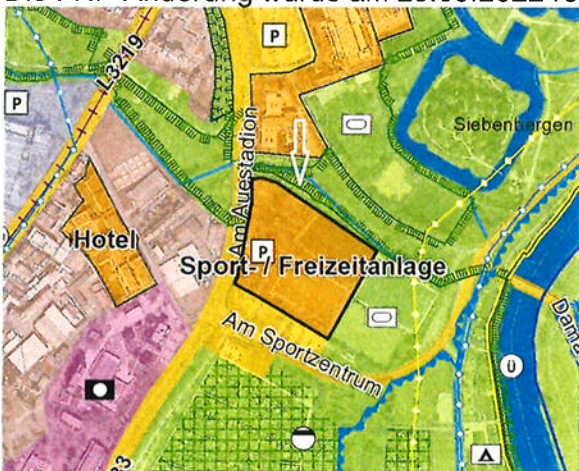 L3219
P
P
Siebenbergen
Am Auestadion
Hotel
P
Sport- / Freizeitanlage
Am Sportzentrum
Ü